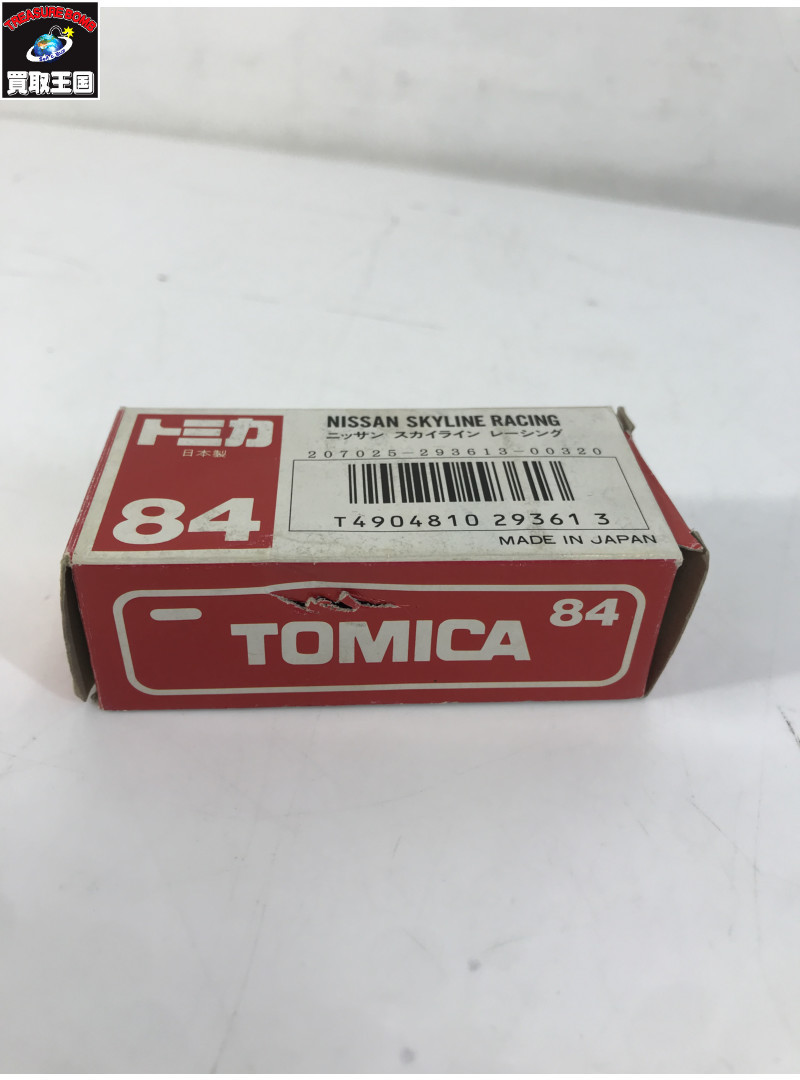 TREASURE BOMB
買取王国
トミカ
日本製
84
NISSAN SKYLINE RACING
ニッサン スカイライン レーシング
207025-293613-00320
T4904810 29361 3
MADE IN JAPAN
TOMICA
84